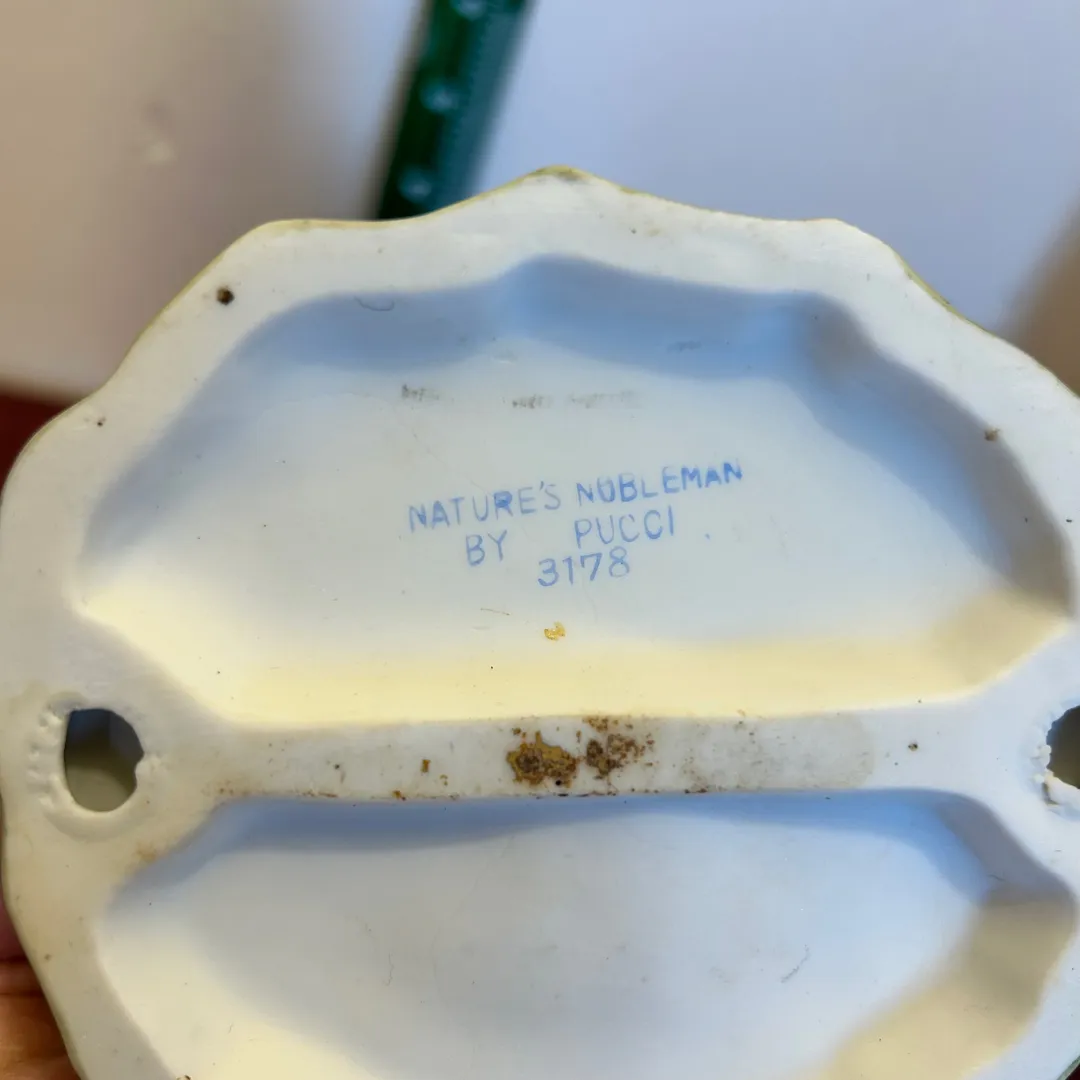 NATURE'S NOBLEMAN
BY PUCCI
3178